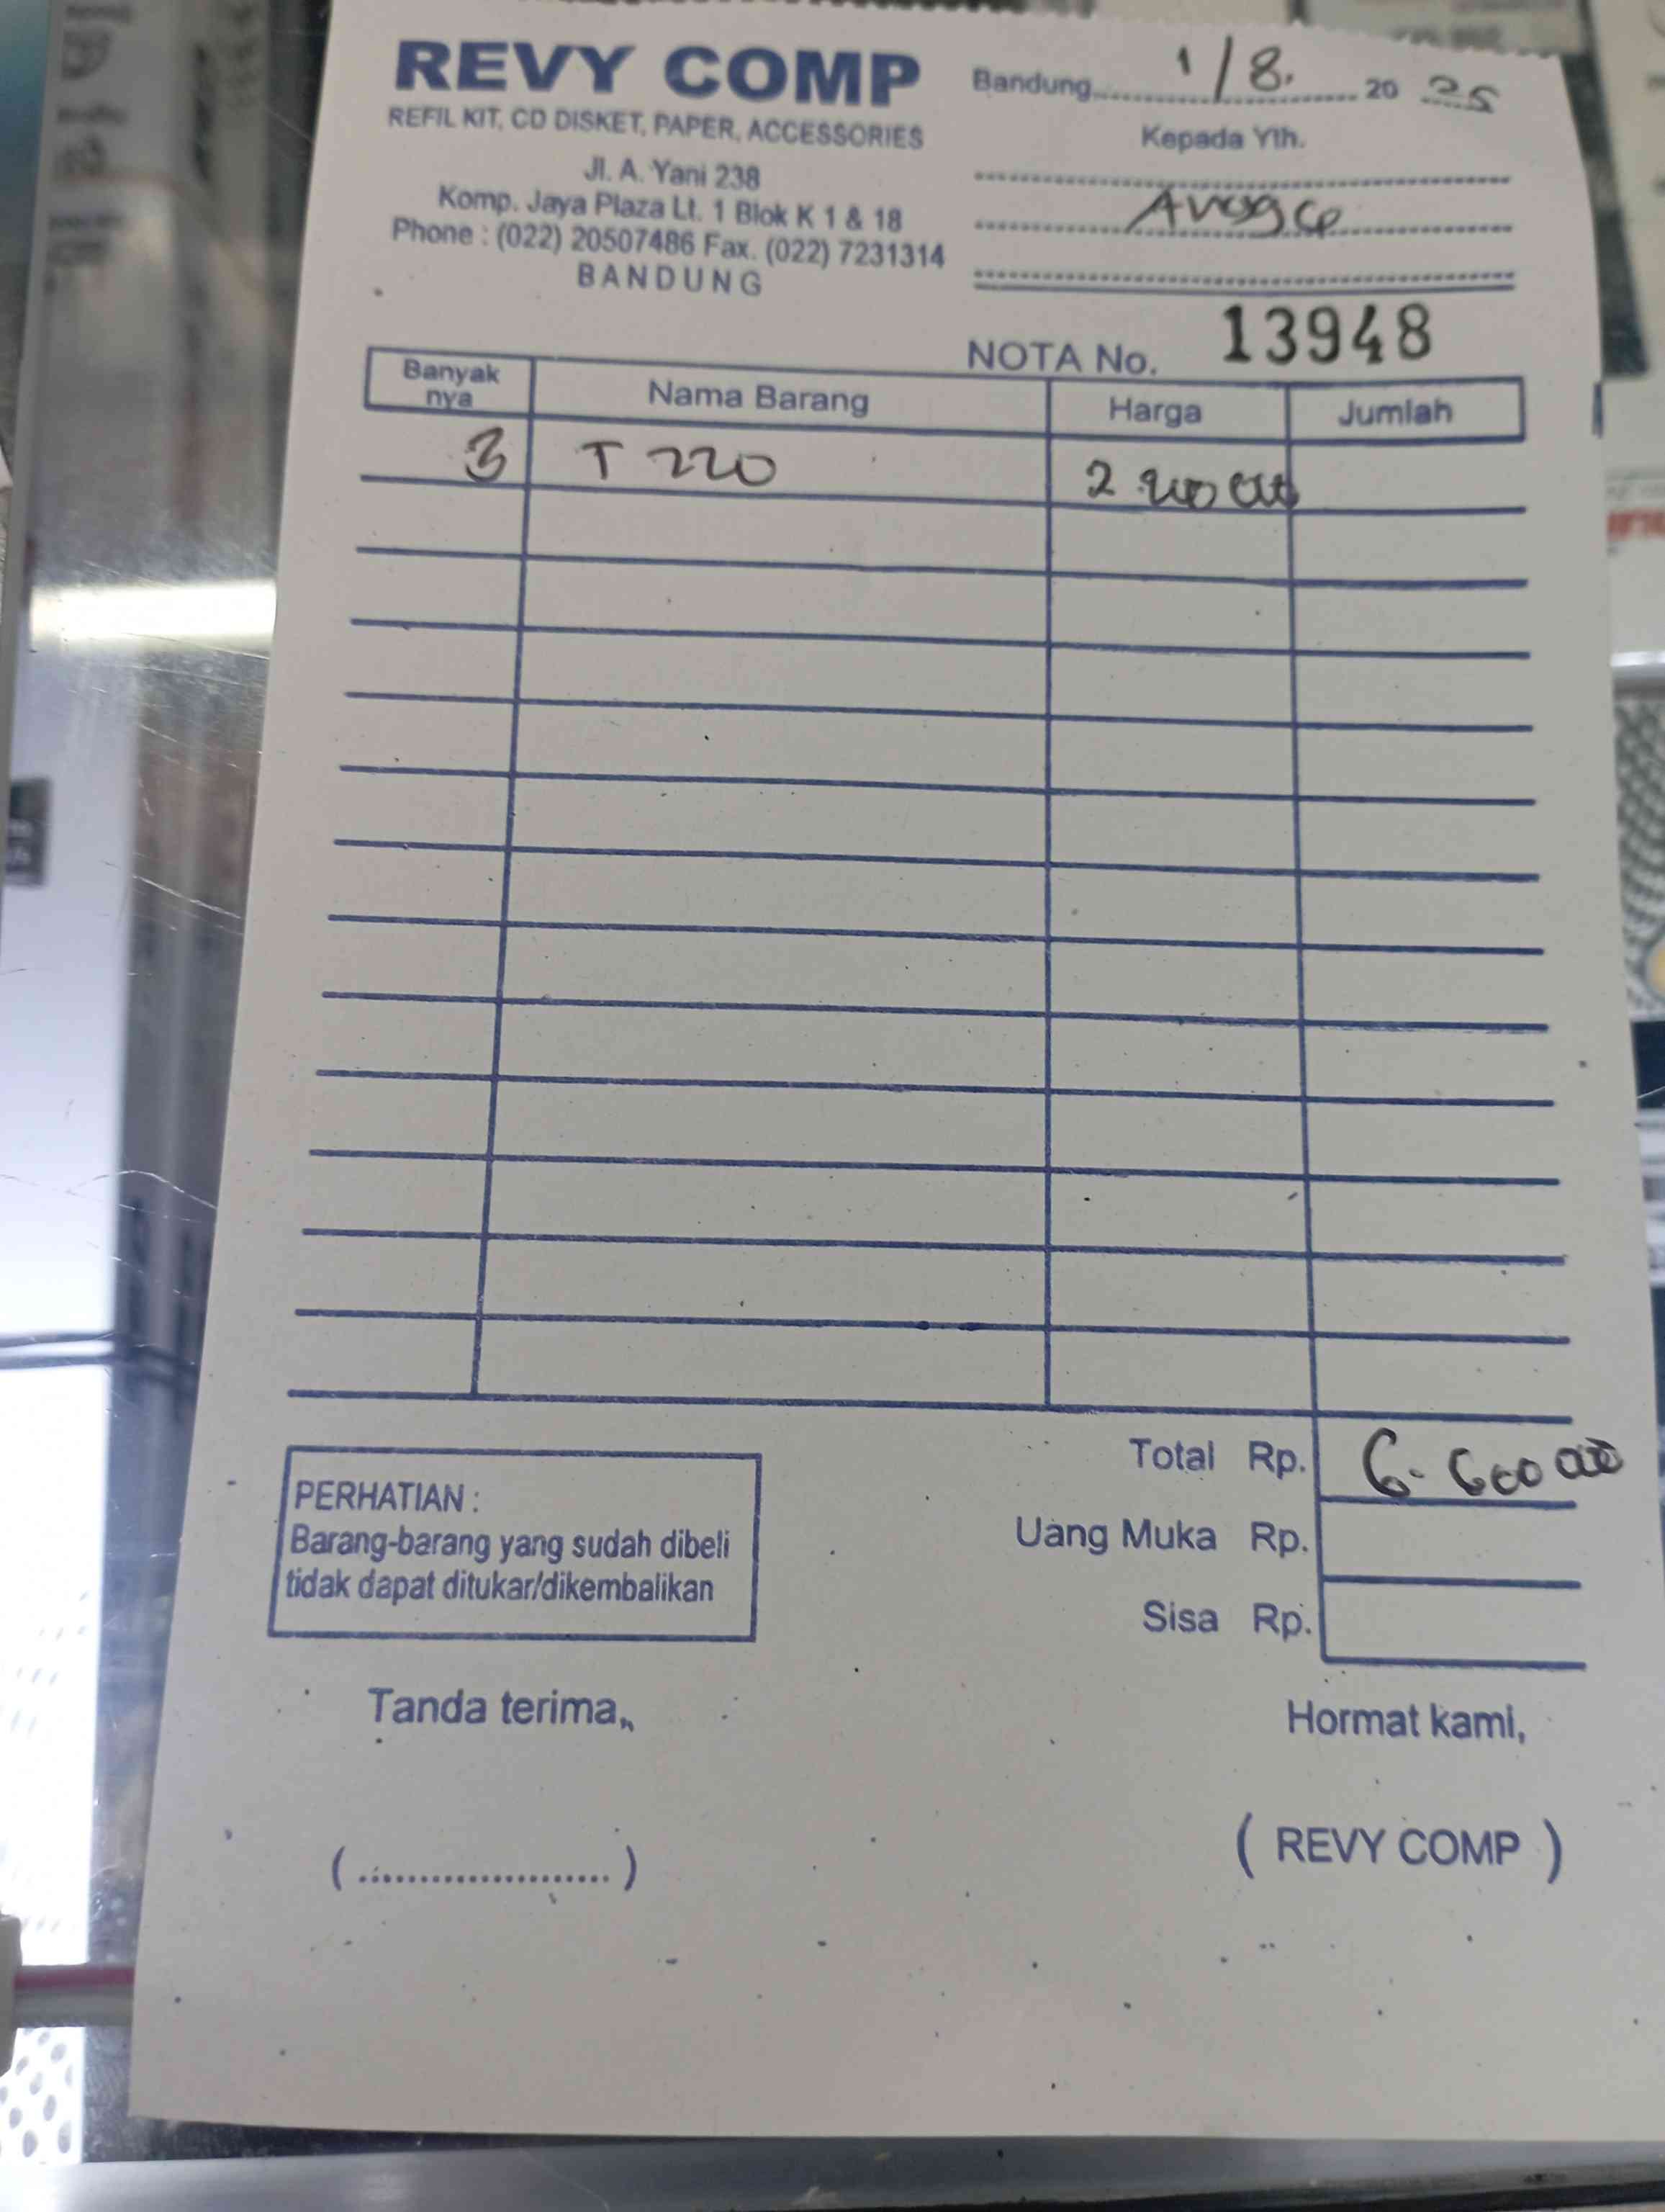 REVY COMP
REFIL KIT, CD DISKET, PAPER, ACCESSORIES
Jl. A. Yani 238
Komp. Jaya Plaza Lt. 1 Blok K 1 & 18
Phone : (022) 20507486 Fax. (022) 7231314
BANDUNG
Bandung, 1/8. 20 25
Kepada Yth.
NOTA No. 13948
Banyak nya Nama Barang Harga Jumlah
3 T 220
Total Rp. 6.600 000
Uang Muka Rp.
Sisa Rp.
PERHATIAN :
Barang-barang yang sudah dibeli
tidak dapat ditukar/dikembalikan
Tanda terima,
Hormat kami,
(....................)
( REVY COMP )